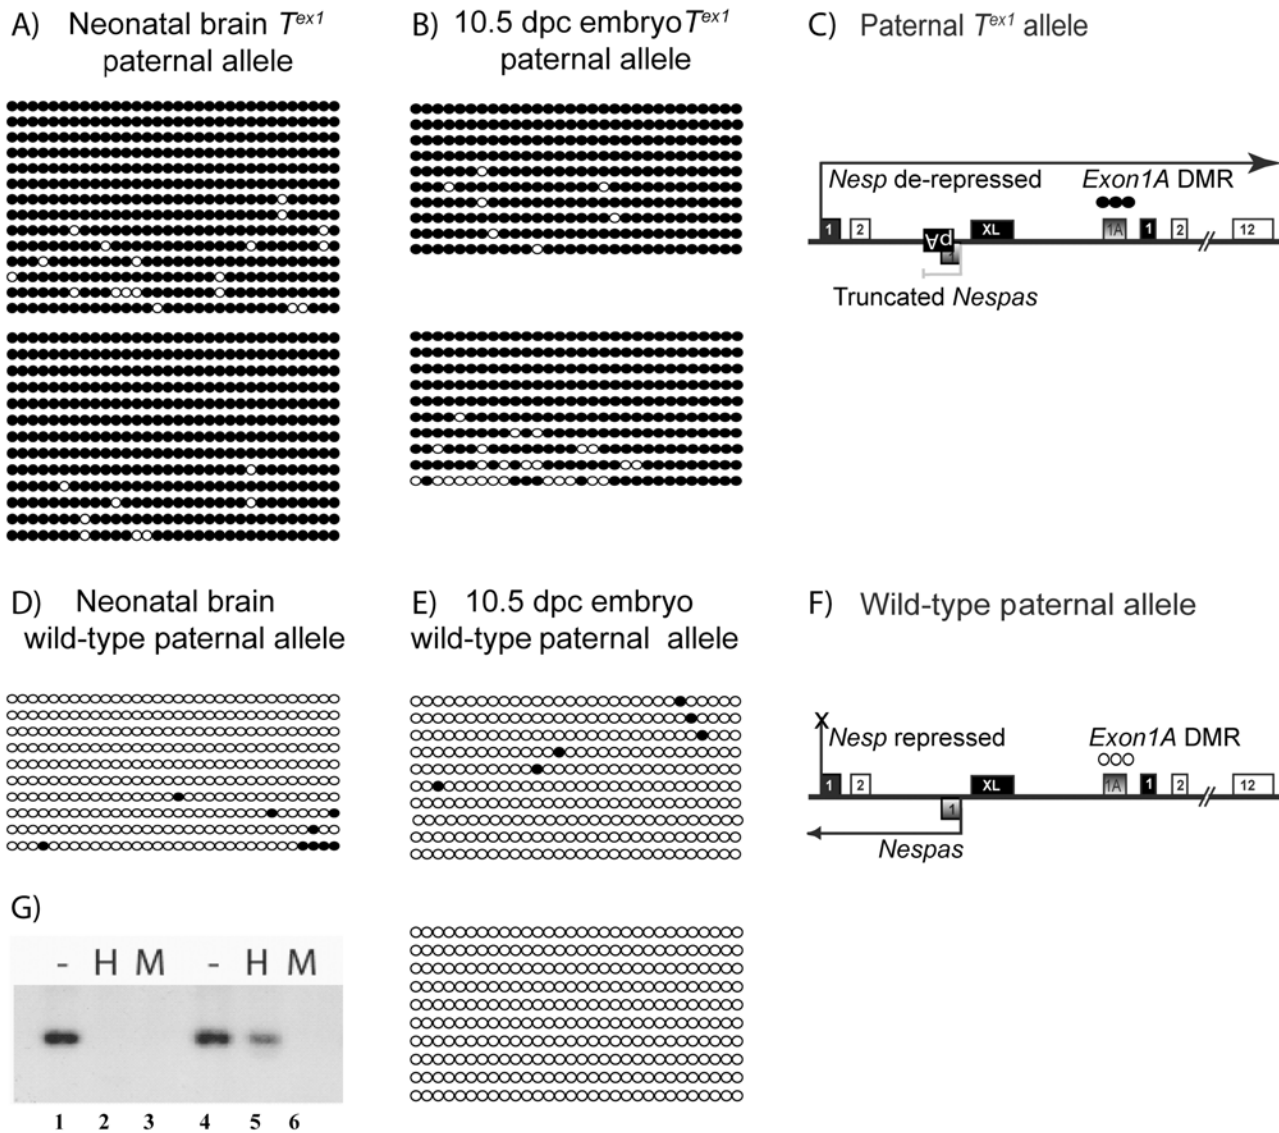 A) Neonatal brain T^ex1
paternal allele
B) 10.5 dpc embryo T^ex1
paternal allele
C) Paternal T^ex1 allele
Nesp de-repressed Exon1A DMR
1 2 pA 1 XL 1A 1 2 // 12
Truncated Nespas
D) Neonatal brain
wild-type paternal allele
E) 10.5 dpc embryo
wild-type paternal allele
F) Wild-type paternal allele
X
Nesp repressed Exon1A DMR
1 2 1 XL 1A 1 2 // 12
Nespas
G)
- H M - H M
1 2 3 4 5 6